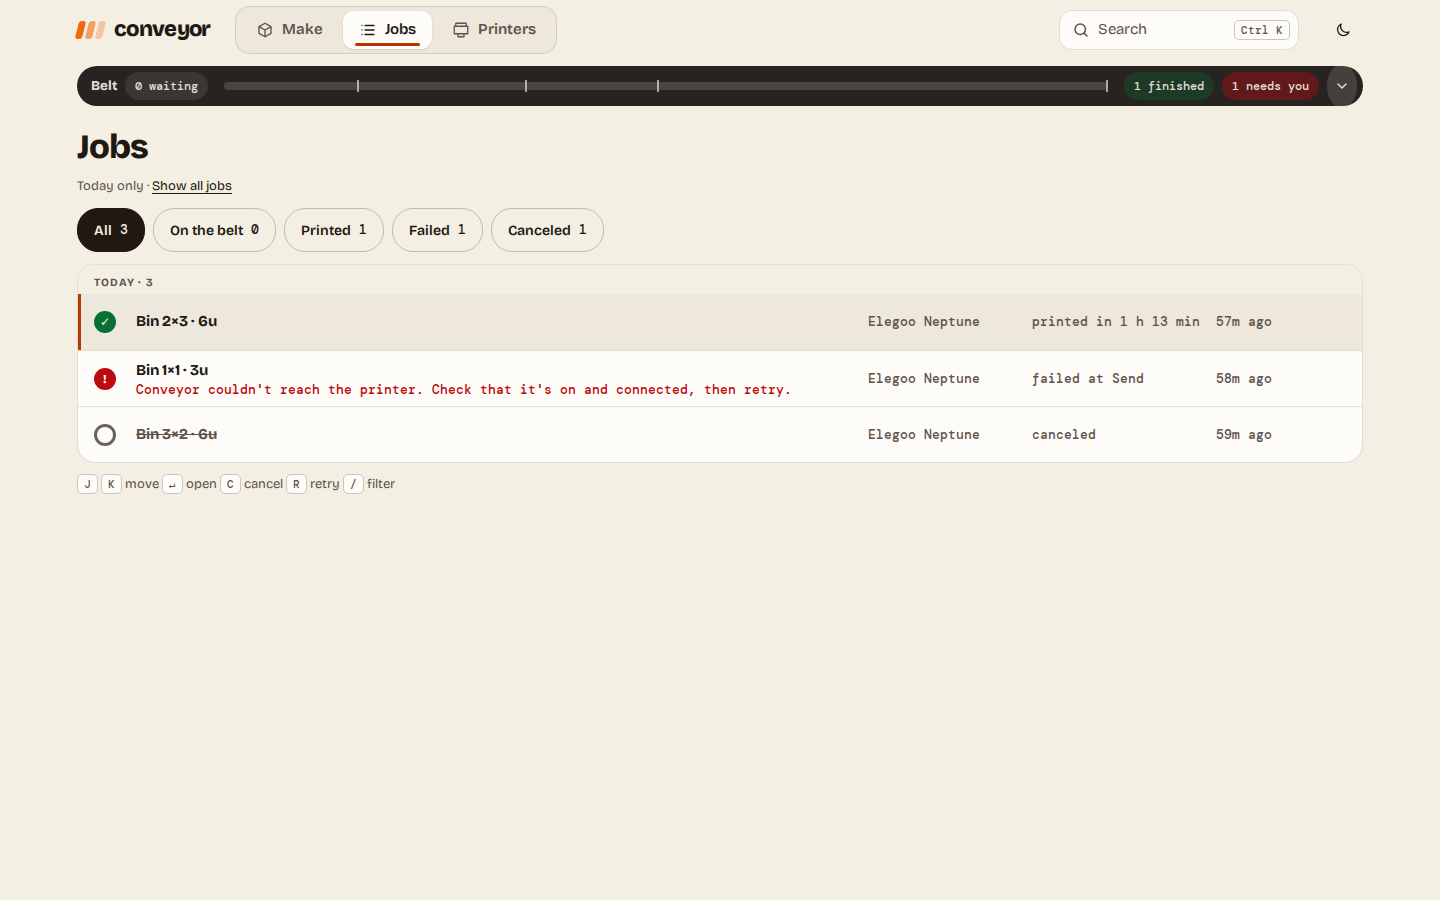 conveyor
Make
Jobs
Printers
Search
Ctrl K
Belt
0 waiting
1 finished
1 needs you
Jobs
Today only · Show all jobs
All 3
On the belt 0
Printed 1
Failed 1
Canceled 1
TODAY · 3
✓ Bin 2×3 · 6u Elegoo Neptune printed in 1 h 13 min 57m ago
! Bin 1×1 · 3u
Conveyor couldn't reach the printer. Check that it's on and connected, then retry. Elegoo Neptune failed at Send 58m ago
Bin 3×2 · 6u Elegoo Neptune canceled 59m ago
J K move ↵ open C cancel R retry / filter